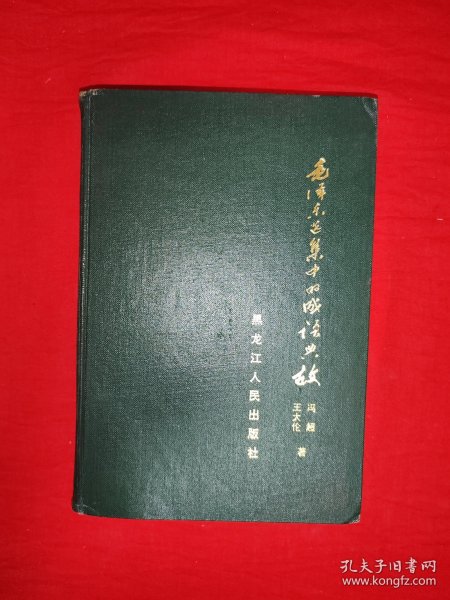 毛泽东选集中的成语典故
冯超
王大伦
著
黑龙江人民出版社
孔夫子旧书网
www.kongfz.com